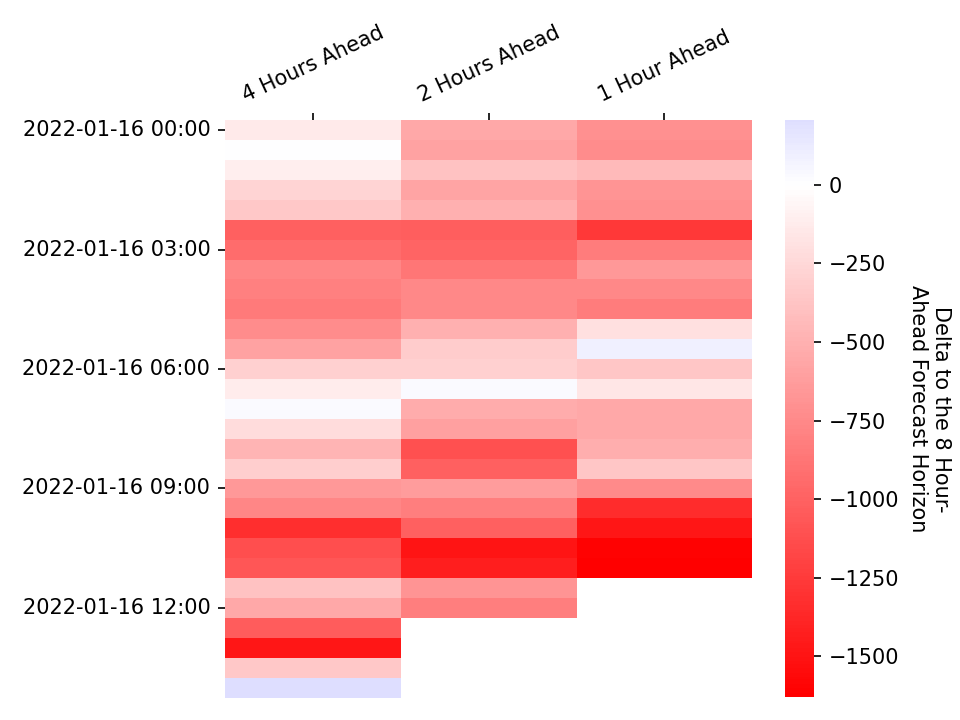 4 Hours Ahead
2 Hours Ahead
1 Hour Ahead
2022-01-16 00:00
2022-01-16 03:00
2022-01-16 06:00
2022-01-16 09:00
2022-01-16 12:00
0
−250
−500
−750
−1000
−1250
−1500
Delta to the 8 Hour-
Ahead Forecast Horizon